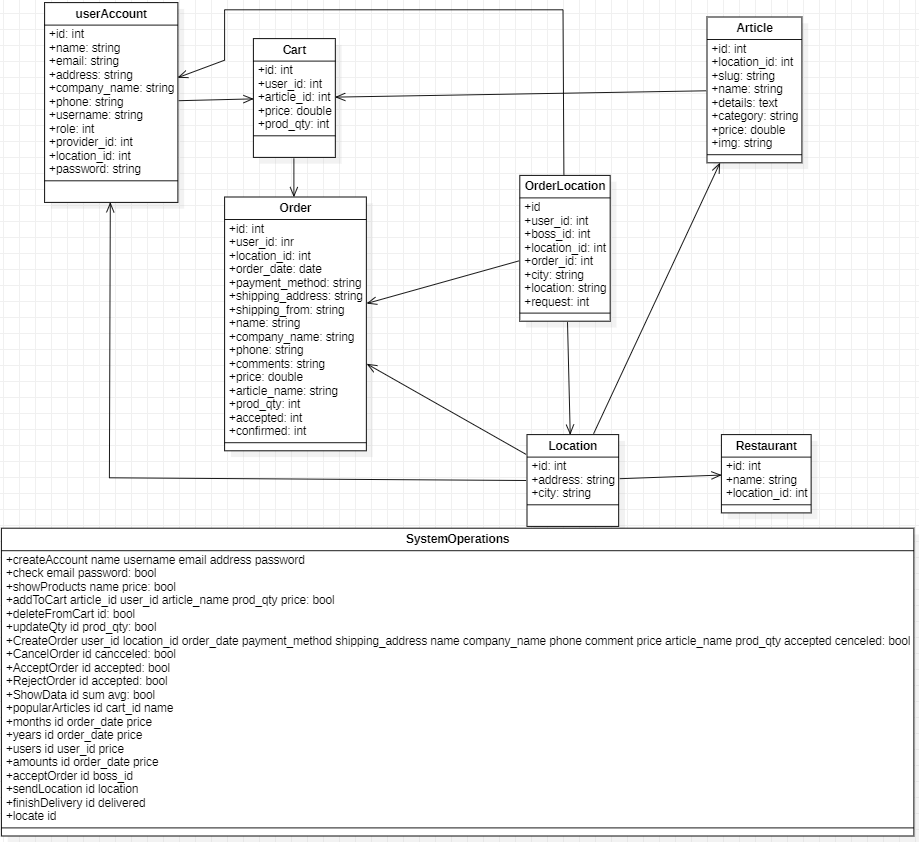 userAccount
+id: int
+name: string
+email: string
+address: string
+company_name: string
+phone: string
+username: string
+role: int
+provider_id: int
+location_id: int
+password: string
Cart
+id: int
+user_id: int
+article_id: int
+price: double
+prod_qty: int
Article
+id: int
+location_id: int
+slug: string
+name: string
+details: text
+category: string
+price: double
+img: string
Order
+id: int
+user_id: inr
+location_id: int
+order_date: date
+payment_method: string
+shipping_address: string
+shipping_from: string
+name: string
+company_name: string
+phone: string
+comments: string
+price: double
+article_name: string
+prod_qty: int
+accepted: int
+confirmed: int
OrderLocation
+id
+user_id: int
+boss_id: int
+location_id: int
+order_id: int
+city: string
+location: string
+request: int
Location
+id: int
+address: string
+city: string
Restaurant
+id: int
+name: string
+location_id: int
SystemOperations
+createAccount name username email address password
+check email password: bool
+showProducts name price: bool
+addToCart article_id user_id article_name prod_qty price: bool
+deleteFromCart id: bool
+updateQty id prod_qty: bool
+CreateOrder user_id location_id order_date payment_method shipping_address name company_name phone comment price article_name prod_qty accepted cenceled: bool
+CancelOrder id cancceled: bool
+AcceptOrder id accepted: bool
+RejectOrder id accepted: bool
+ShowData id sum avg: bool
+popularArticles id cart_id name
+months id order_date price
+years id order_date price
+users id user_id price
+amounts id order_date price
+acceptOrder id boss_id
+sendLocation id location
+finishDelivery id delivered
+locate id